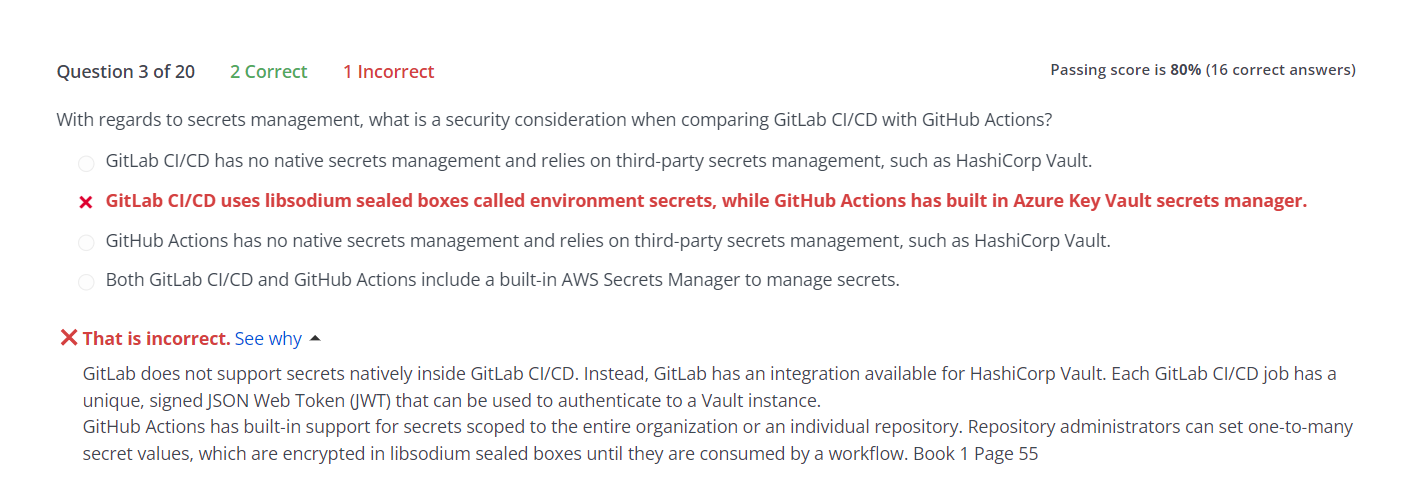 Question 3 of 20 2 Correct 1 Incorrect Passing score is 80% (16 correct answers)
With regards to secrets management, what is a security consideration when comparing GitLab CI/CD with GitHub Actions?
GitLab CI/CD has no native secrets management and relies on third-party secrets management, such as HashiCorp Vault.
GitLab CI/CD uses libsodium sealed boxes called environment secrets, while GitHub Actions has built in Azure Key Vault secrets manager.
GitHub Actions has no native secrets management and relies on third-party secrets management, such as HashiCorp Vault.
Both GitLab CI/CD and GitHub Actions include a built-in AWS Secrets Manager to manage secrets.
That is incorrect. See why
GitLab does not support secrets natively inside GitLab CI/CD. Instead, GitLab has an integration available for HashiCorp Vault. Each GitLab CI/CD job has a
unique, signed JSON Web Token (JWT) that can be used to authenticate to a Vault instance.
GitHub Actions has built-in support for secrets scoped to the entire organization or an individual repository. Repository administrators can set one-to-many
secret values, which are encrypted in libsodium sealed boxes until they are consumed by a workflow. Book 1 Page 55